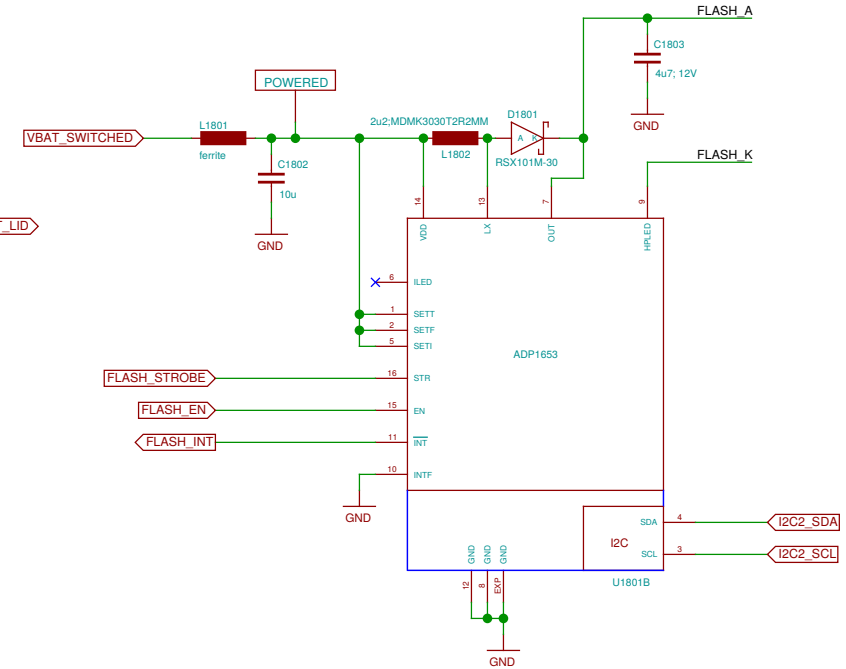 FLASH_A
C1803
4u7; 12V
GND
POWERED
2u2;MDMK3030T2R2MM
D1801
L1801
VBAT_SWITCHED
ferrite
L1802
A K
RSX101M-30
C1802
10u
GND
FLASH_K
T_LID
14
13
7
9
VDD
LX
OUT
HPLED
6
ILED
1
SETT
2
SETF
5
SETI
ADP1653
FLASH_STROBE
16
STR
FLASH_EN
15
EN
FLASH_INT
11
INT
10
INTF
GND
GND
GND
GND
I2C
SDA
4
I2C2_SDA
SCL
3
I2C2_SCL
12
8
EXP
U1801B
GND